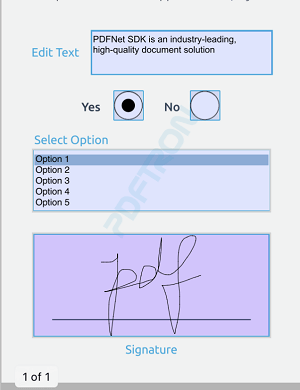 Edit Text
PDFNet SDK is an industry-leading,
high-quality document solution
Yes
No
Select Option
Option 1
Option 2
Option 3
Option 4
Option 5
PDFTRON
pdf
Signature
1 of 1